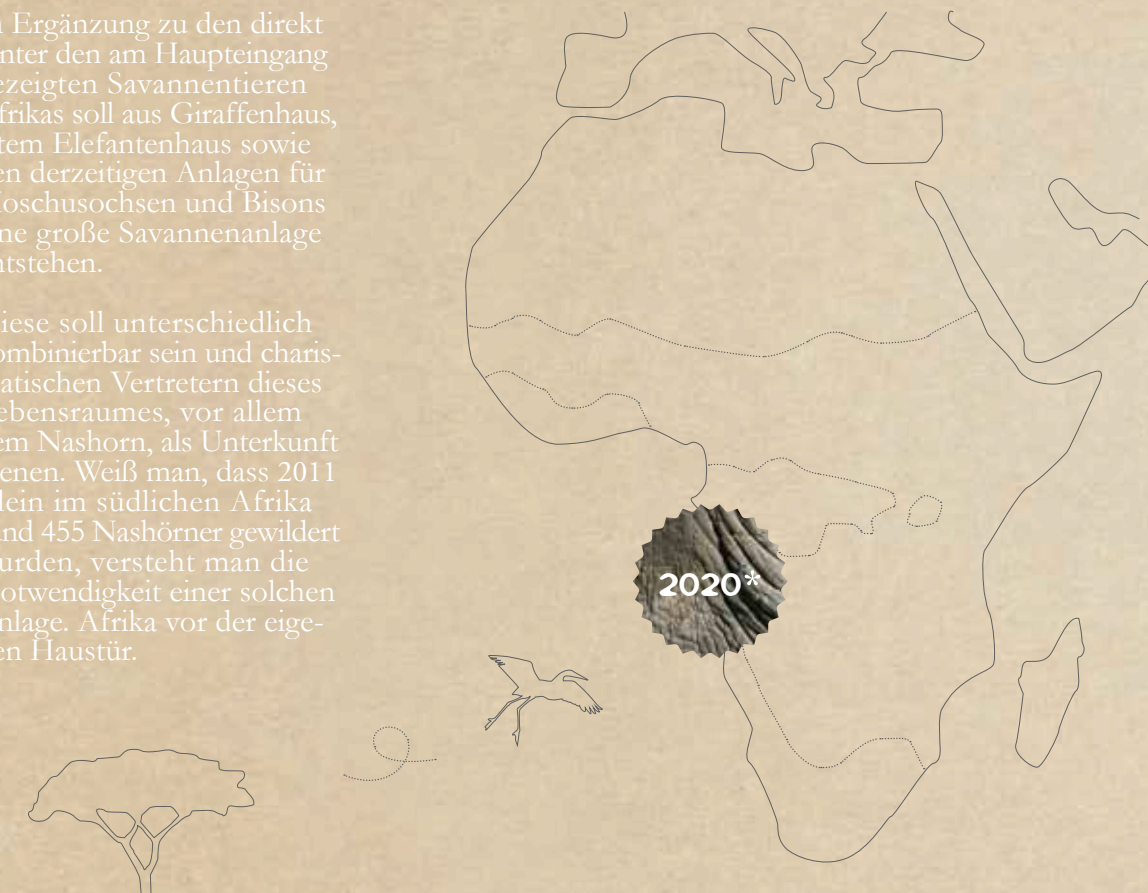 Ergänzung zu den direkt
nter den am Haupteingang
ezeigten Savannentieren
frikas soll aus Giraffenhaus,
tem Elefantenhaus sowie
en derzeitigen Anlagen für
oschusochsen und Bisons
ne große Savannenanlage
ntstehen.
iese soll unterschiedlich
ombinierbar sein und charis-
atischen Vertretern dieses
ebensraumes, vor allem
em Nashorn, als Unterkunft
enen. Weiß man, dass 2011
lein im südlichen Afrika
nd 455 Nashörner gewildert
urden, versteht man die
otwendigkeit einer solchen
nlage. Afrika vor der eige-
en Haustür.
2020*